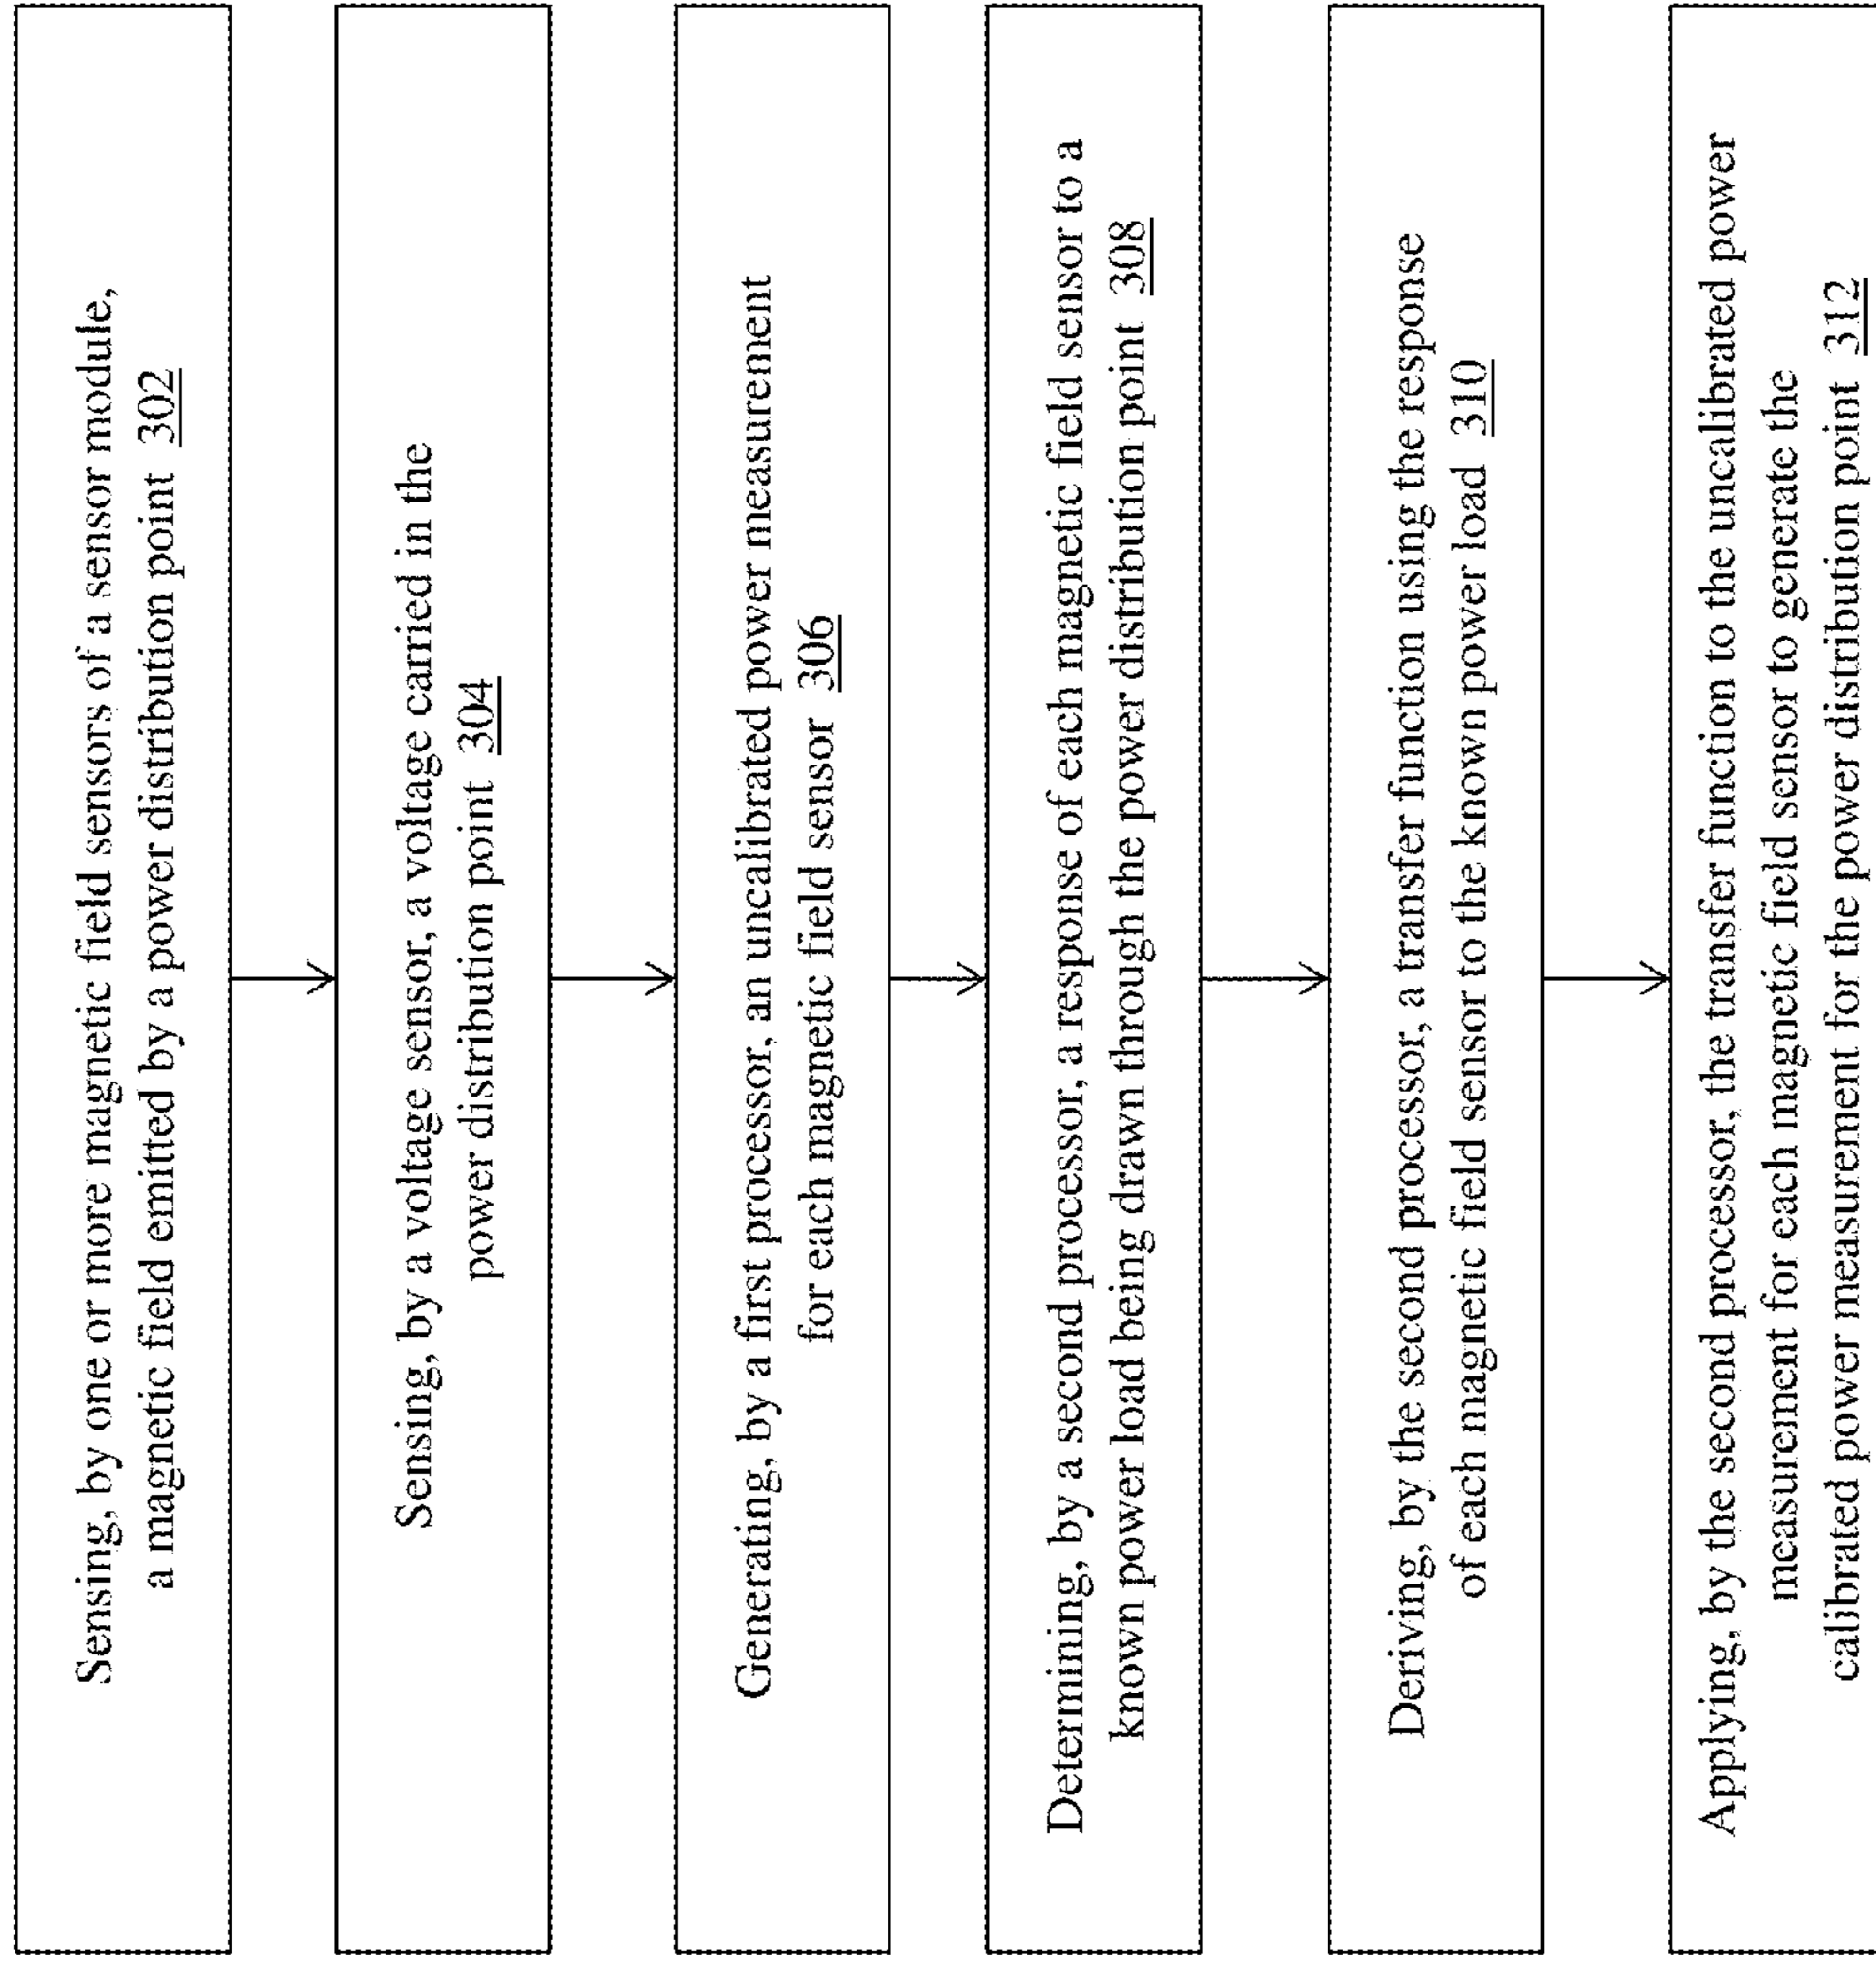 Sensing, by one or more magnetic field sensors of a sensor module,
a magnetic field emitted by a power distribution point 302
Sensing, by a voltage sensor, a voltage carried in the
power distribution point 304
Generating, by a first processor, an uncalibrated power measurement
for each magnetic field sensor 306
Determining, by a second processor, a response of each magnetic field sensor to a
known power load being drawn through the power distribution point 308
Deriving, by the second processor, a transfer function using the response
of each magnetic field sensor to the known power load 310
Applying, by the second processor, the transfer function to the uncalibrated power
measurement for each magnetic field sensor to generate the
calibrated power measurement for the power distribution point 312